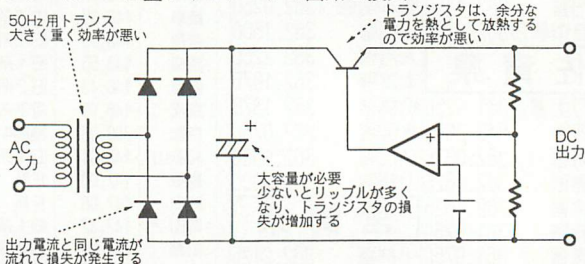 50Hz用トランス
大きく重く効率が悪い
トランジスタは、余分な
電力を熱として放熱する
ので効率が悪い
AC
入力
+
+
−
DC
出力
大容量が必要
少ないとリップルが多く
なり、トランジスタの損
失が増加する
出力電流と同じ電流が
流れて損失が発生する